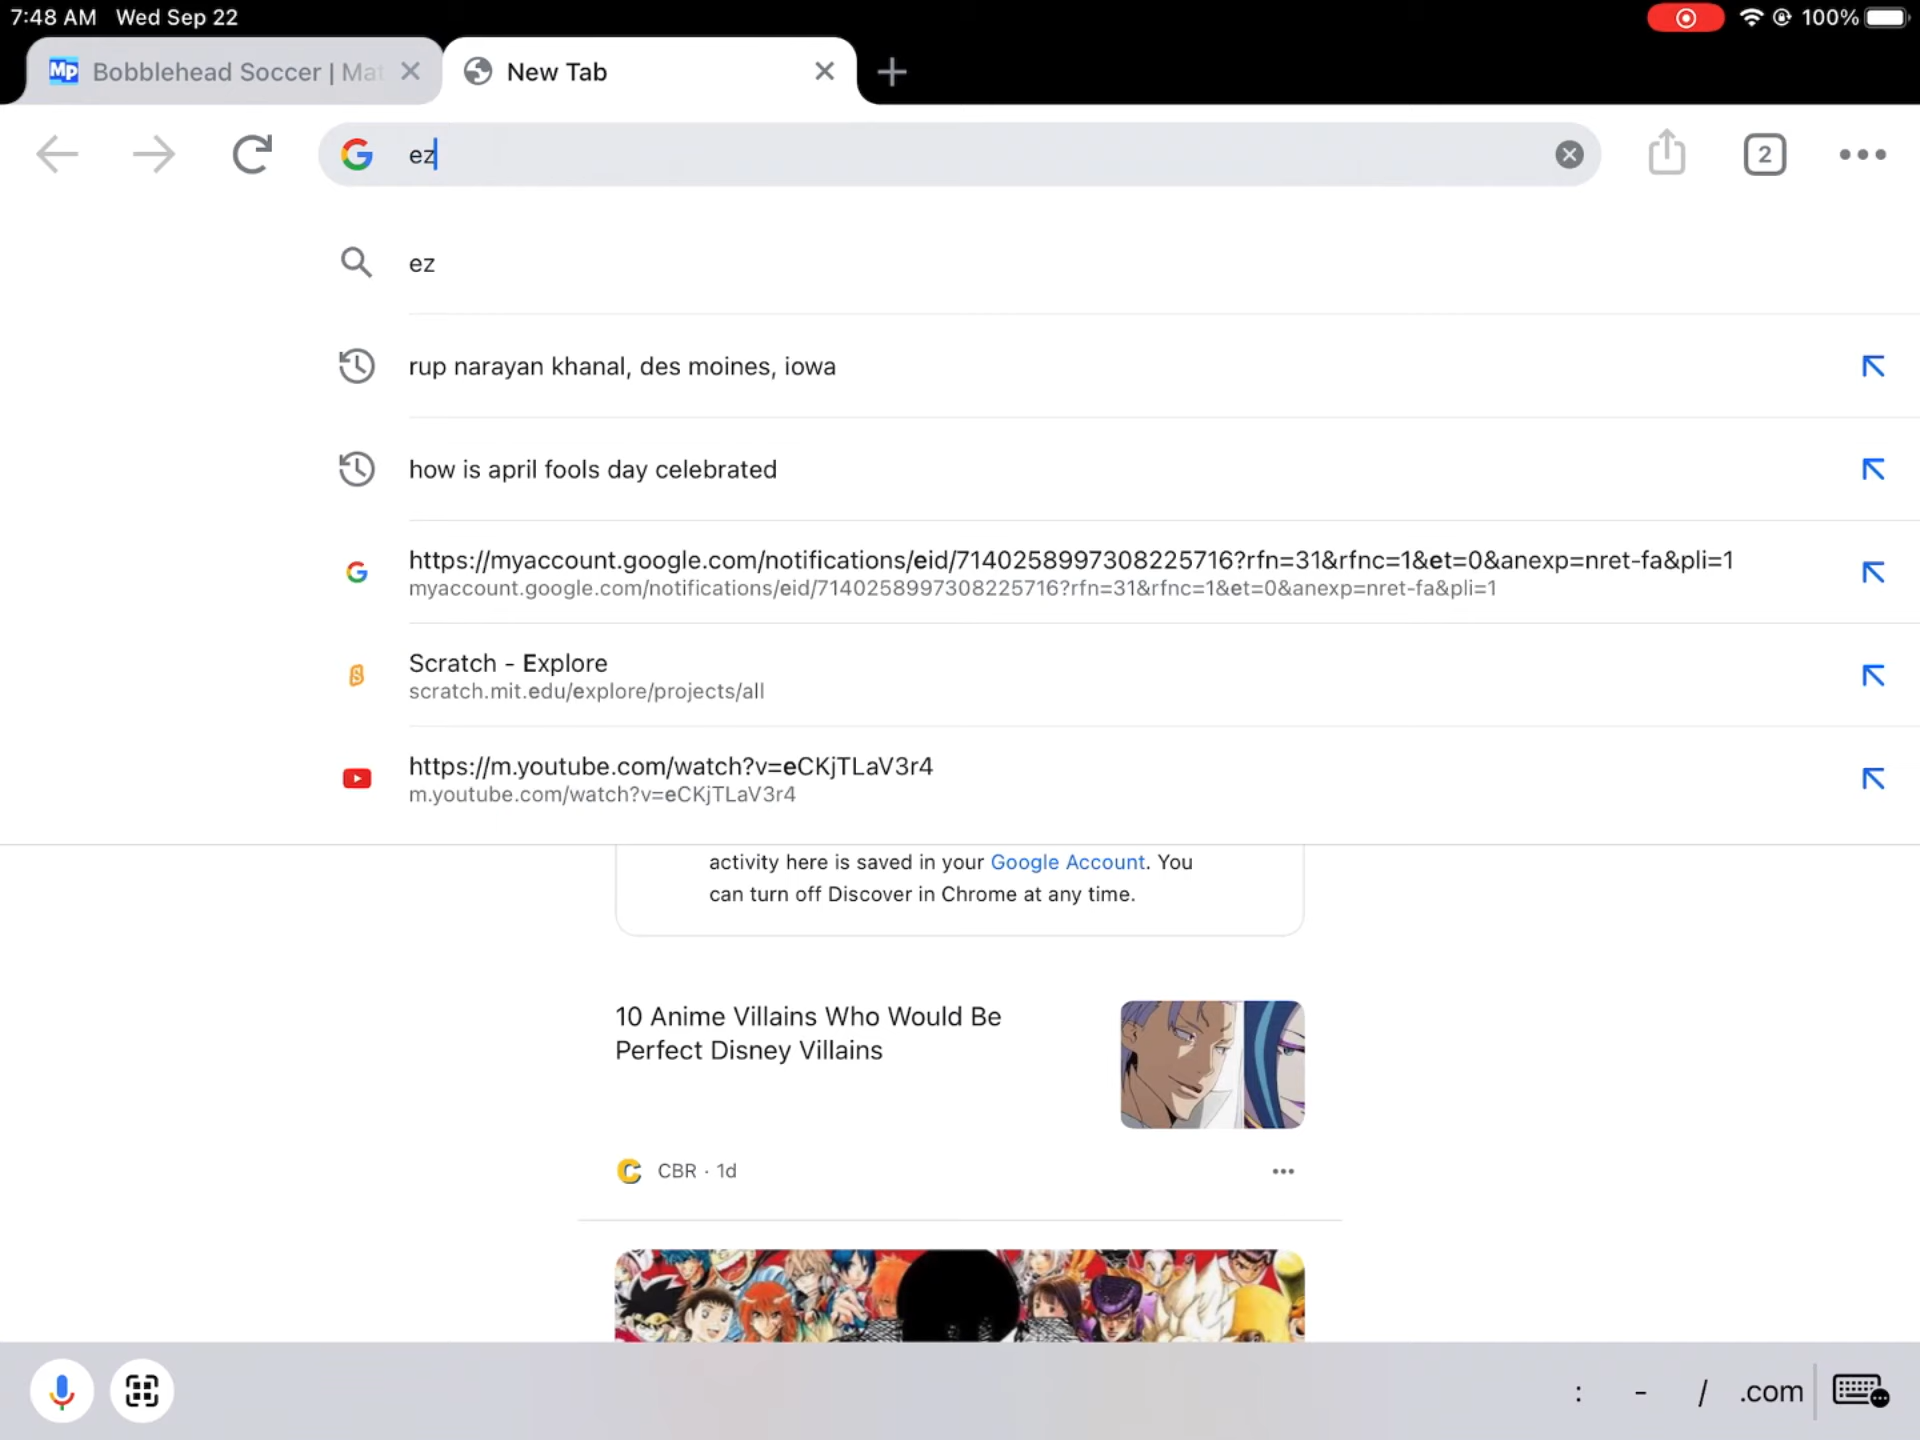 7:48 AM Wed Sep 22
100%
Mp Bobblehead Soccer | Mat
New Tab
ez
2
ez
rup narayan khanal, des moines, iowa
how is april fools day celebrated
https://myaccount.google.com/notifications/eid/7140258997308225716?rfn=31&rfnc=1&et=0&anexp=nret-fa&pli=1
myaccount.google.com/notifications/eid/7140258997308225716?rfn=31&rfnc=1&et=0&anexp=nret-fa&pli=1
Scratch - Explore
scratch.mit.edu/explore/projects/all
https://m.youtube.com/watch?v=eCKjTLaV3r4
m.youtube.com/watch?v=eCKjTLaV3r4
activity here is saved in your Google Account. You
can turn off Discover in Chrome at any time.
10 Anime Villains Who Would Be
Perfect Disney Villains
CBR · 1d
: - / .com